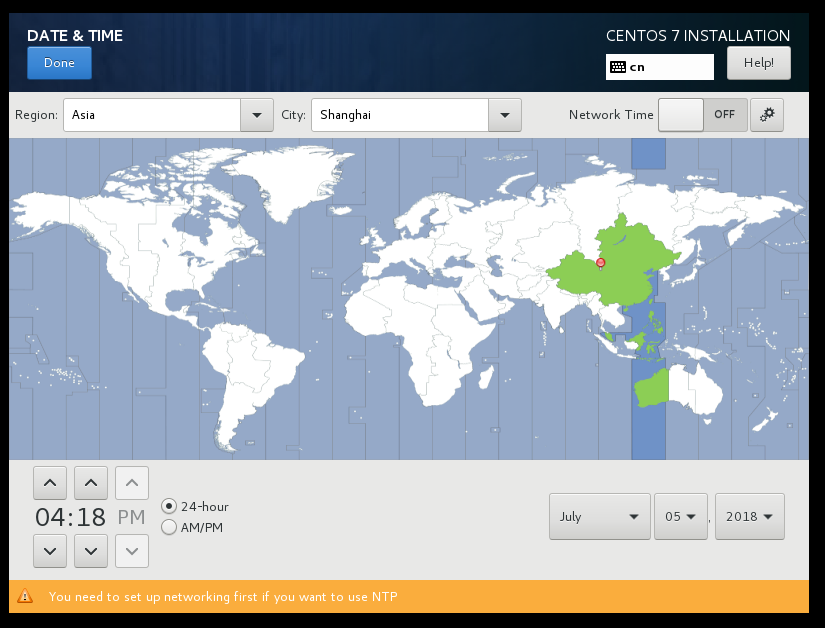 DATE & TIME
CENTOS 7 INSTALLATION
Done
cn
Help!
Region:
Asia
City:
Shanghai
Network Time
OFF
04:18 PM
24-hour
AM/PM
July
05
,
2018
You need to set up networking first if you want to use NTP